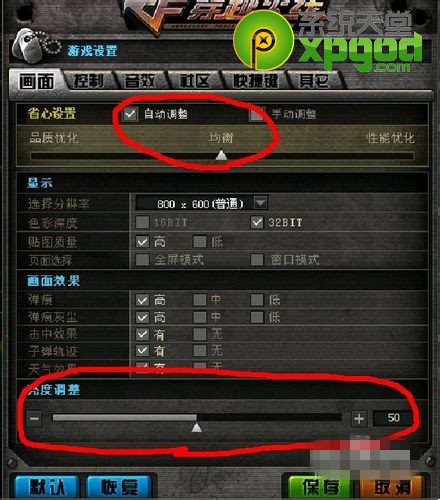 CF 穿越火线
系统天堂
xpgod.com
游戏设置
画面 控制 音效 社区 快捷键 其它
省心设置 自动调整 手动调整
品质优化 均衡 性能优化
显示
选择分辨率 800 x 600(普通)
色彩深度 16BIT 32BIT
贴图质量 高 低
页面选择 全屏模式 窗口模式
画面效果
弹痕 高 中 低
弹痕灰尘 高 中 低
击中效果 有 无
子弹轨迹 有 无
天气效果 有 无
亮度调整
- + 50
默认 恢复 保存 取消